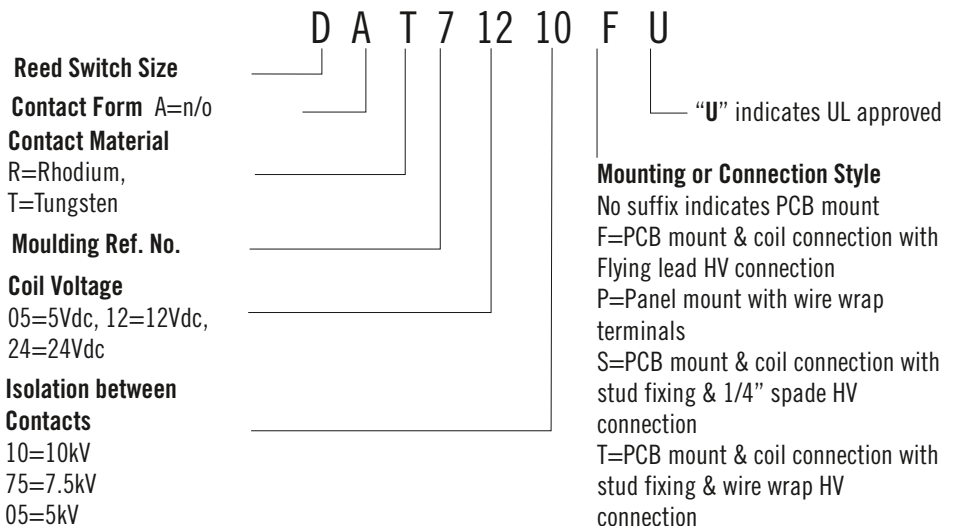 D A T 7 12 10 F U
Reed Switch Size
Contact Form A=n/o
Contact Material
R=Rhodium,
T=Tungsten
Moulding Ref. No.
Coil Voltage
05=5Vdc, 12=12Vdc,
24=24Vdc
Isolation between
Contacts
10=10kV
75=7.5kV
05=5kV
“U” indicates UL approved
Mounting or Connection Style
No suffix indicates PCB mount
F=PCB mount & coil connection with
Flying lead HV connection
P=Panel mount with wire wrap
terminals
S=PCB mount & coil connection with
stud fixing & 1/4” spade HV
connection
T=PCB mount & coil connection with
stud fixing & wire wrap HV
connection